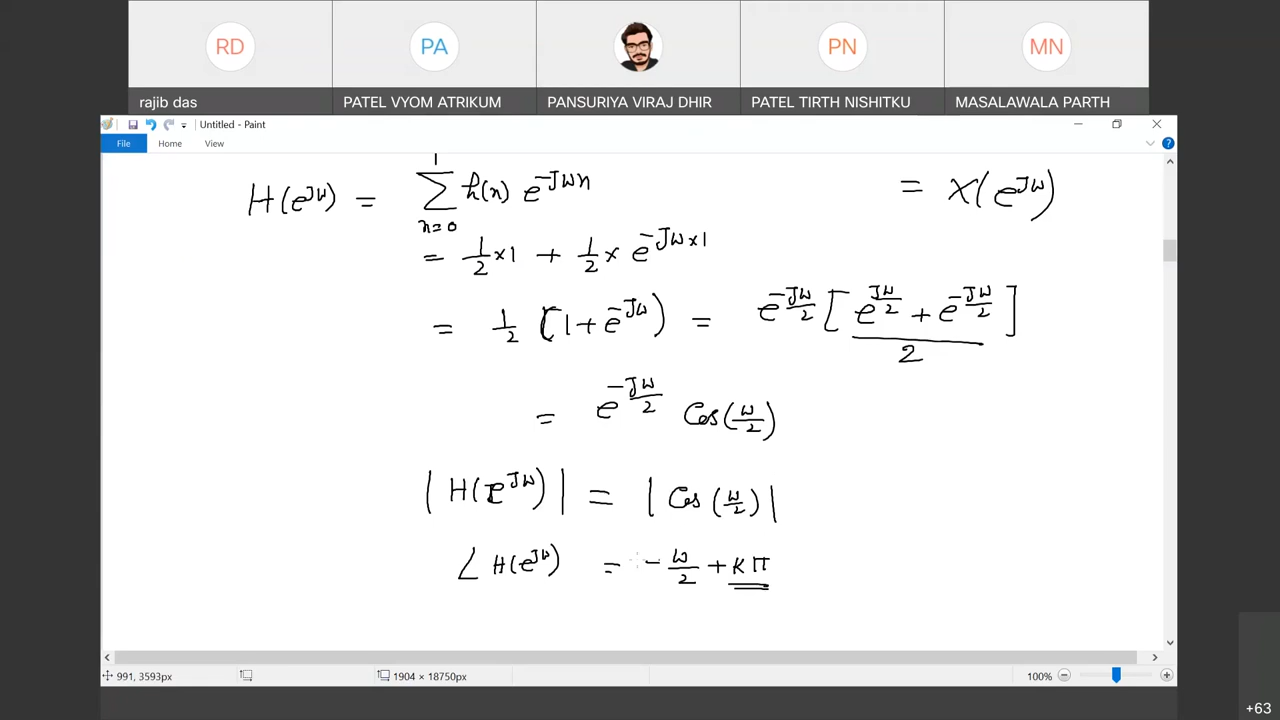 RD PA PN MN
rajib das PATEL VYOM ATRIKUM PANSURIYA VIRAJ DHIR PATEL TIRTH NISHITKU MASALAWALA PARTH
Untitled - Paint
File Home View
H(e^{jω}) = \sum_{n=0}^{1} h(n) e^{-jωn} = X(e^{jω})
= 1/2 × 1 + 1/2 × e^{-jω×1}
= 1/2 (1 + e^{-jω}) = e^{-jω/2} [ (e^{jω/2} + e^{-jω/2}) / 2 ]
= e^{-jω/2} Cos(ω/2)
|H(e^{jω})| = |Cos(ω/2)|
∠H(e^{jω}) = -ω/2 + Kπ
991, 3593px 1904 × 18750px 100%
+63